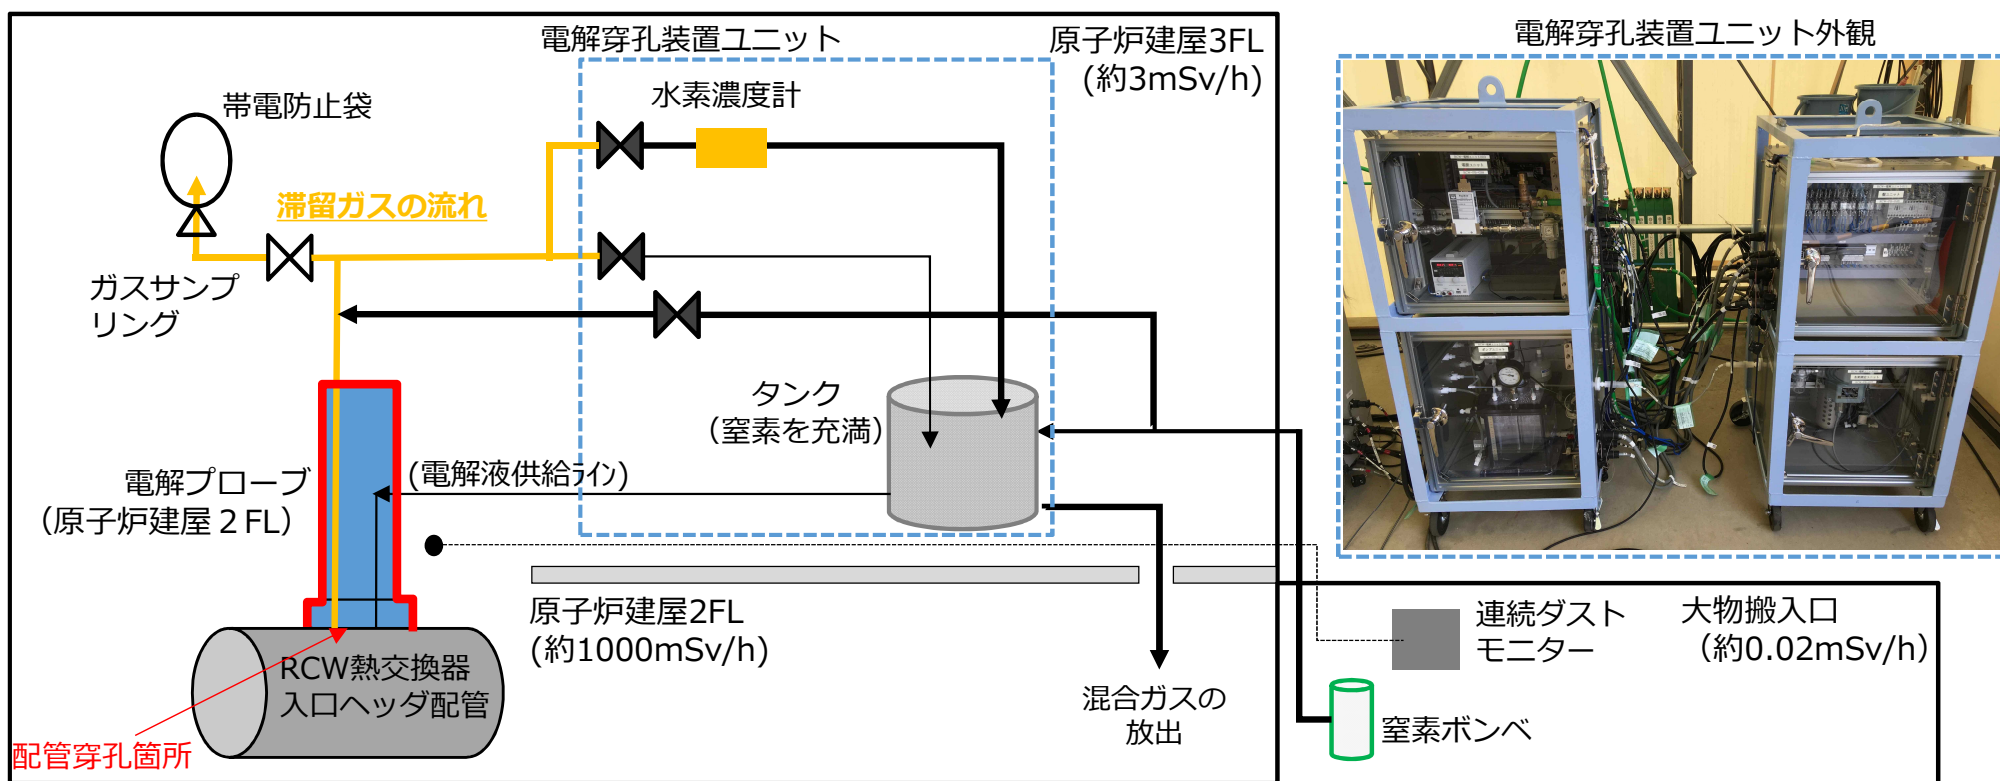 電解穿孔装置ユニット
原子炉建屋3FL
(約3mSv/h)
電解穿孔装置ユニット外観
帯電防止袋
水素濃度計
滞留ガスの流れ
ガスサンプ
リング
タンク
（窒素を充満）
電解プローブ
（原子炉建屋２FL）
(電解液供給ﾗｲﾝ)
原子炉建屋2FL
(約1000mSv/h)
RCW熱交換器
入口ヘッダ配管
配管穿孔箇所
混合ガスの
放出
連続ダスト
モニター
大物搬入口
（約0.02mSv/h）
窒素ボンベ